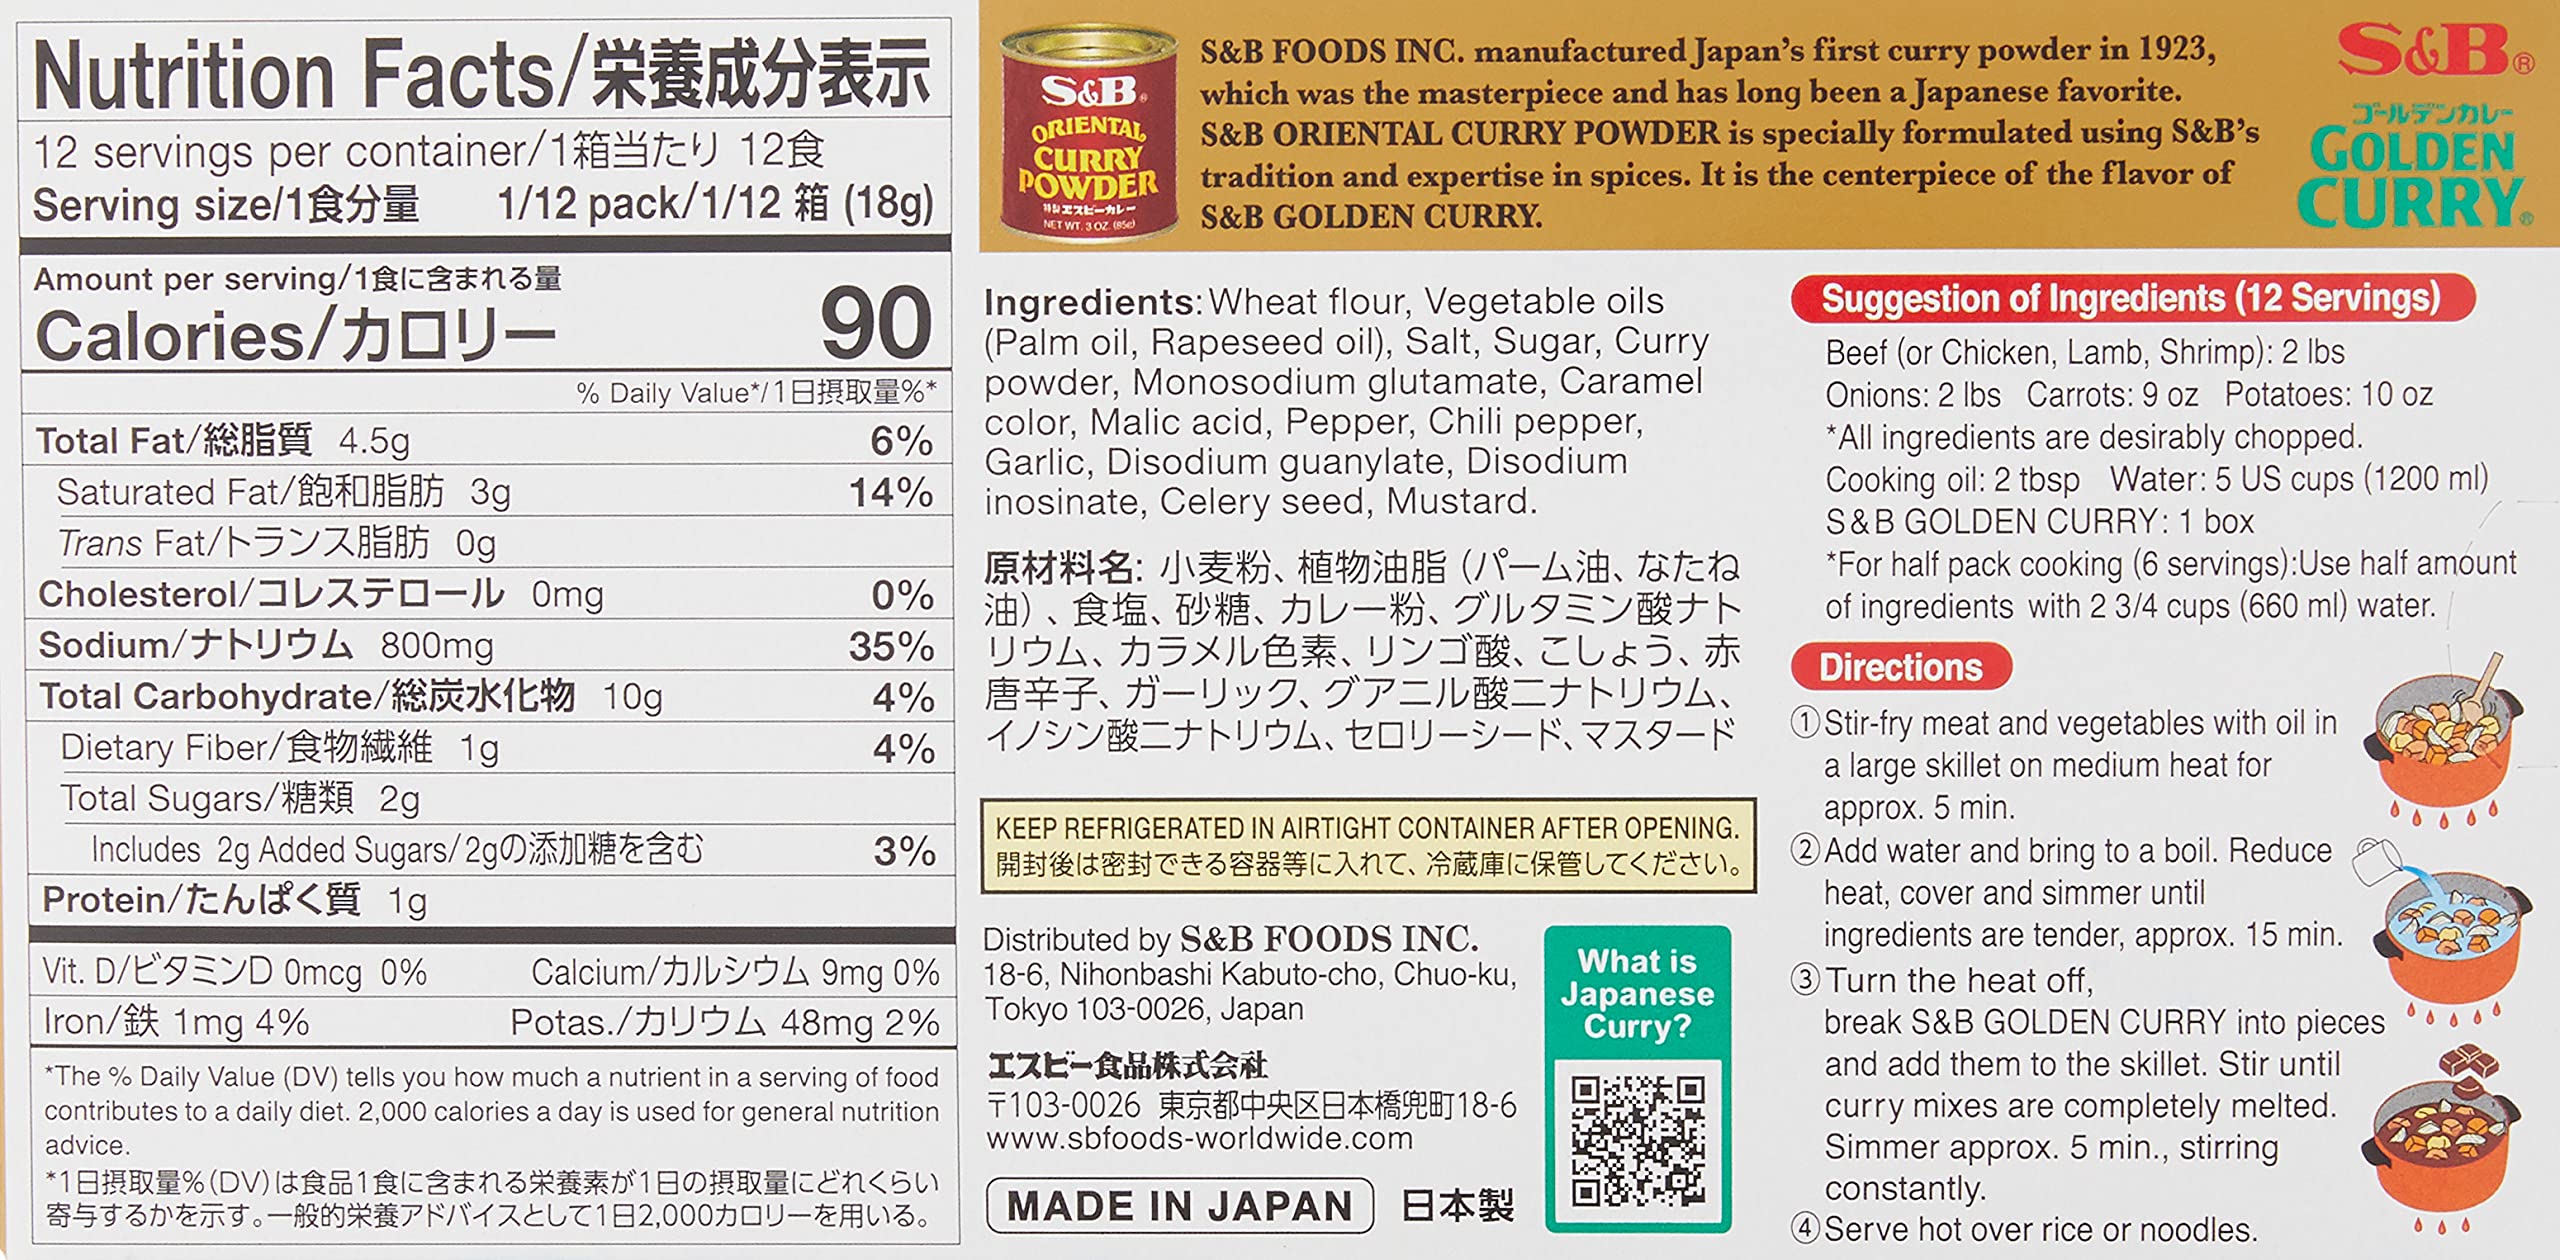 Nutrition Facts/栄養成分表示
12 servings per container/1箱当たり 12食
Serving size/1食分量 1/12 pack/1/12 箱 (18g)
Amount per serving/1食に含まれる量
Calories/カロリー 90
% Daily Value*/1日摂取量%*
Total Fat/総脂質 4.5g 6%
Saturated Fat/飽和脂肪 3g 14%
Trans Fat/トランス脂肪 0g
Cholesterol/コレステロール 0mg 0%
Sodium/ナトリウム 800mg 35%
Total Carbohydrate/総炭水化物 10g 4%
Dietary Fiber/食物繊維 1g 4%
Total Sugars/糖類 2g
Includes 2g Added Sugars/2gの添加糖を含む 3%
Protein/たんぱく質 1g
Vit. D/ビタミンD 0mcg 0% Calcium/カルシウム 9mg 0%
Iron/鉄 1mg 4% Potas./カリウム 48mg 2%
*The % Daily Value (DV) tells you how much a nutrient in a serving of food
contributes to a daily diet. 2,000 calories a day is used for general nutrition
advice.
*1日摂取量%(DV)は食品1食に含まれる栄養素が1日の摂取量にどれくらい
寄与するかを示す。一般的栄養アドバイスとして1日2,000カロリーを用いる。
S&B®
ORIENTAL
CURRY
POWDER
特製エスビーカレー
NET WT. 3 OZ. (85g)
S&B FOODS INC. manufactured Japan's first curry powder in 1923,
which was the masterpiece and has long been a Japanese favorite.
S&B ORIENTAL CURRY POWDER is specially formulated using S&B's
tradition and expertise in spices. It is the centerpiece of the flavor of
S&B GOLDEN CURRY.
S&B®
ゴールデンカレー
GOLDEN
CURRY®
Ingredients: Wheat flour, Vegetable oils
(Palm oil, Rapeseed oil), Salt, Sugar, Curry
powder, Monosodium glutamate, Caramel
color, Malic acid, Pepper, Chili pepper,
Garlic, Disodium guanylate, Disodium
inosinate, Celery seed, Mustard.
原材料名: 小麦粉、植物油脂 (パーム油、なたね
油)、食塩、砂糖、カレー粉、グルタミン酸ナト
リウム、カラメル色素、リンゴ酸、こしょう、赤
唐辛子、ガーリック、グアニル酸二ナトリウム、
イノシン酸二ナトリウム、セロリーシード、マスタード
KEEP REFRIGERATED IN AIRTIGHT CONTAINER AFTER OPENING.
開封後は密封できる容器等に入れて、冷蔵庫に保管してください。
Distributed by S&B FOODS INC.
18-6, Nihonbashi Kabuto-cho, Chuo-ku,
Tokyo 103-0026, Japan
エスビー食品株式会社
〒103-0026 東京都中央区日本橋兜町18-6
www.sbfoods-worldwide.com
MADE IN JAPAN 日本製
What is
Japanese
Curry?
Suggestion of Ingredients (12 Servings)
Beef (or Chicken, Lamb, Shrimp): 2 lbs
Onions: 2 lbs Carrots: 9 oz Potatoes: 10 oz
*All ingredients are desirably chopped.
Cooking oil: 2 tbsp Water: 5 US cups (1200 ml)
S&B GOLDEN CURRY: 1 box
*For half pack cooking (6 servings):Use half amount
of ingredients with 2 3/4 cups (660 ml) water.
Directions
①Stir-fry meat and vegetables with oil in
a large skillet on medium heat for
approx. 5 min.
②Add water and bring to a boil. Reduce
heat, cover and simmer until
ingredients are tender, approx. 15 min.
③Turn the heat off,
break S&B GOLDEN CURRY into pieces
and add them to the skillet. Stir until
curry mixes are completely melted.
Simmer approx. 5 min., stirring
constantly.
④Serve hot over rice or noodles.